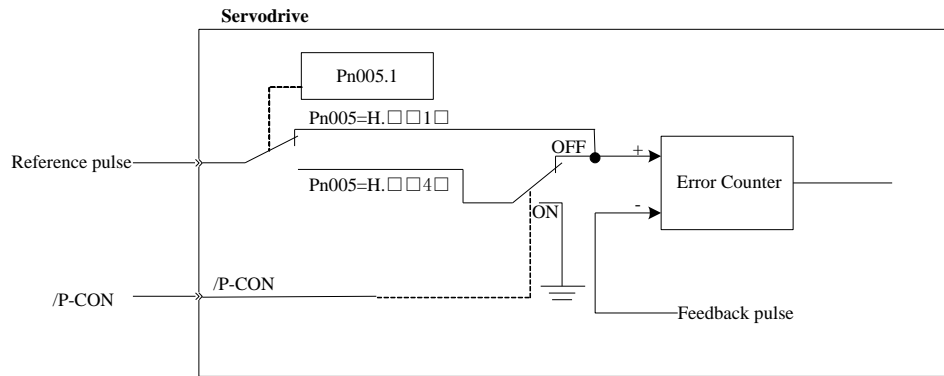 Servodrive
Pn005.1
Pn005=H.□□1□
Reference pulse
OFF
+
Error Counter
Pn005=H.□□4□
-
ON
/P-CON
/P-CON
Feedback pulse